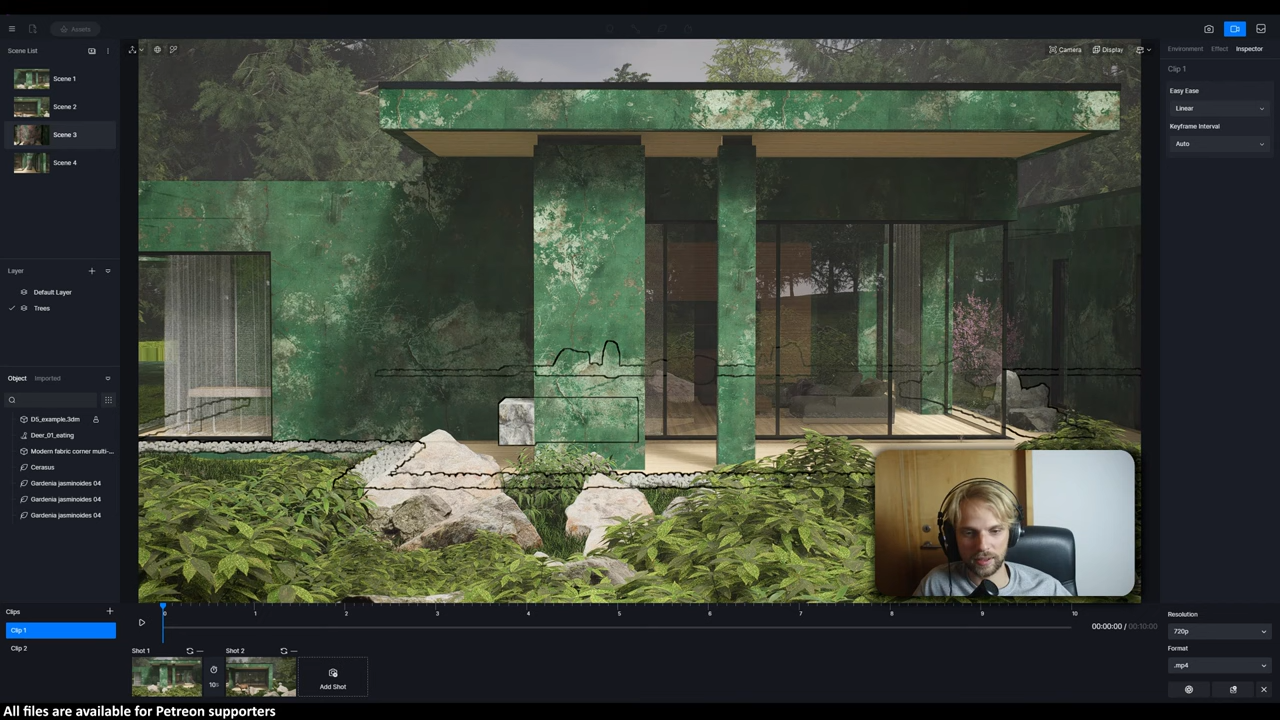 Assets
Scene List
Scene 1
Scene 2
Scene 3
Scene 4
Layer
Default Layer
Trees
Object Imported
D5_example.3dm
Deer_01_eating
Modern fabric corner multi-...
Cerasus
Gardenia jasminoides 04
Gardenia jasminoides 04
Gardenia jasminoides 04
Camera Display
Environment Effect Inspector
Clip 1
Easy Ease
Linear
Keyframe Interval
Auto
Clips
Clip 1
Clip 2
0 1 2 3 4 5 6 7 8 9 10
00:00:00 / 00:10:00
Shot 1 Shot 2
10s
Add Shot
Resolution
720p
Format
.mp4
All files are available for Petreon supporters